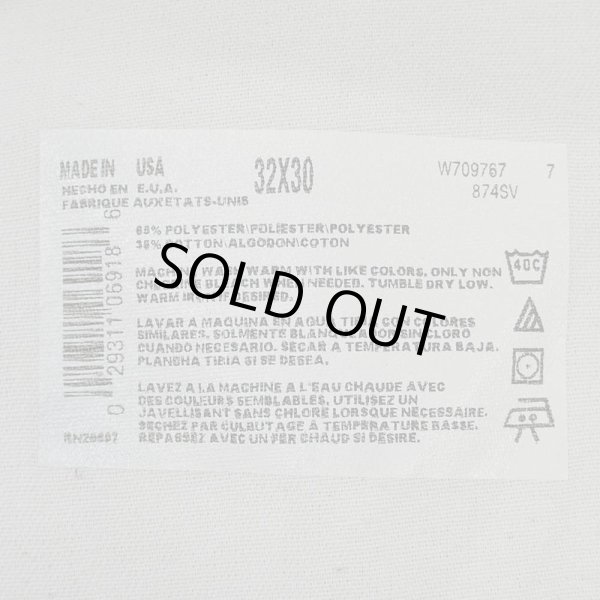 MADE IN USA 32X30 W709767 7
HECHO EN E.U.A. 874SV
FABRIQUE AUX ETATS-UNIS
65% POLYESTER\POLIESTER\POLYESTER
35% COTTON\ALGODON\COTON
MACHINE WASH WARM WITH LIKE COLORS, ONLY NON
BLEACH WHEN NEEDED. TUMBLE DRY LOW.
WARM IRON IF DESIRED.
SOLD OUT
LAVAR A MAQUINA EN AGUA TIBIA CON COLORES
SIMILARES. SOLMENTE BLANQUEADOR SIN CLORO
CUANDO NECESARIO. SECAR A TEMPERATURA BAJA.
PLANCHA TIBIA SI SE DESEA.
LAVEZ A LA MACHINE A L'EAU CHAUDE AVEC
DES COULEURS SEMBLABLES, UTILISEZ UN
JAVELLISANT SANS CHLORE LORSQUE NECESSAIRE.
SECHEZ PAR CULBUTAGE A TEMPERATURE BASSE.
REPASSEZ AVEC UN FER CHAUD SI DESIRE.
0 29311 06918 6
RN20697
40C